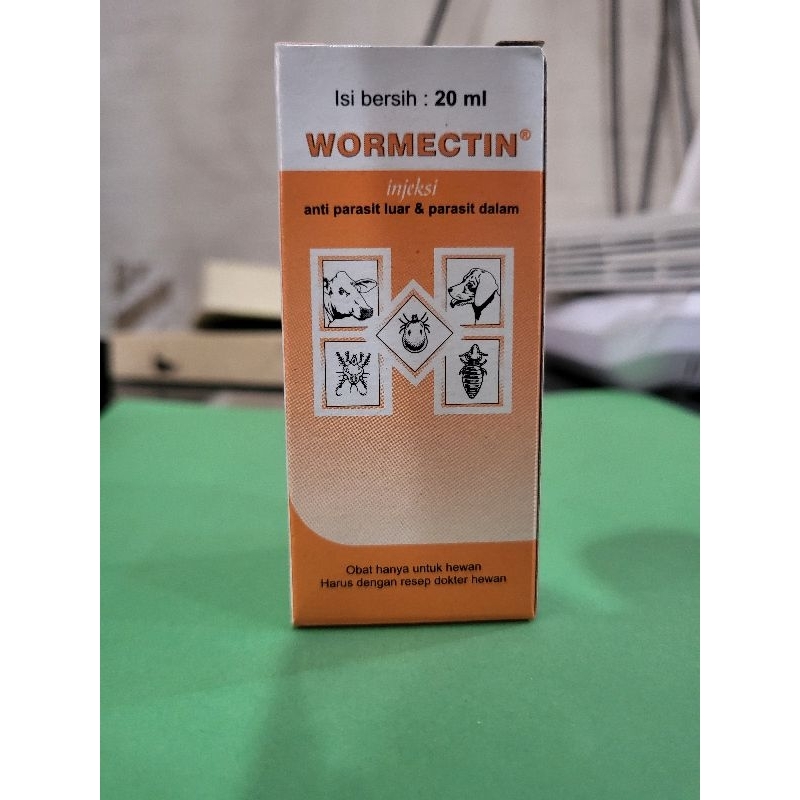 Isi bersih : 20 ml
WORMECTIN®
injeksi
anti parasit luar & parasit dalam
Obat hanya untuk hewan
Harus dengan resep dokter hewan